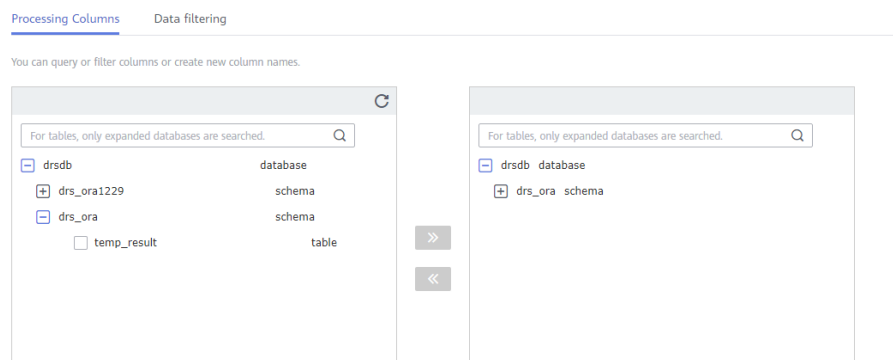 Processing Columns Data filtering
You can query or filter columns or create new column names.
For tables, only expanded databases are searched.
drsdb database
drs_ora1229 schema
drs_ora schema
temp_result table
For tables, only expanded databases are searched.
drsdb database
drs_ora schema